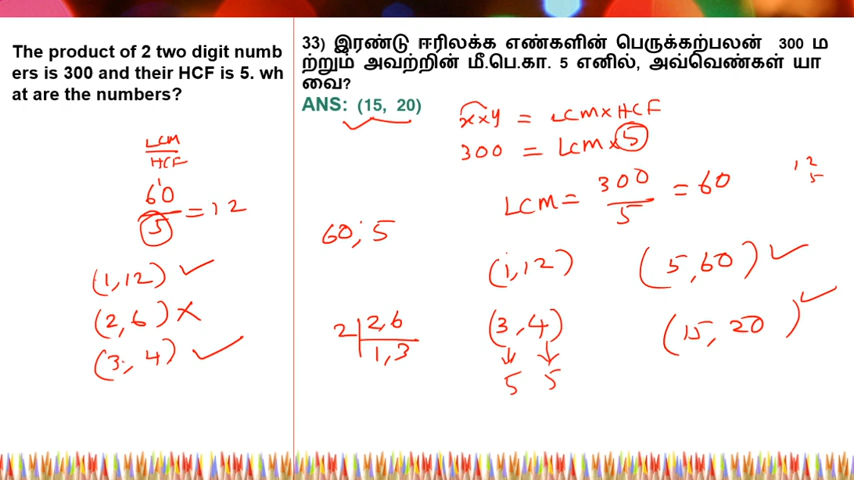 The product of 2 two digit numb
ers is 300 and their HCF is 5. wh
at are the numbers?
LCM
HCF
60
5
= 12
(1, 12) ✓
(2, 6) ×
(3, 4) ✓
33) இரண்டு ஈரிலக்க எண்களின் பெருக்கற்பலன் 300 ம
ற்றும் அவற்றின் மீ.பெ.கா. 5 எனில், அவ்வெண்கள் யா
வை?
ANS: (15, 20)
x×y = LCM×HCF
300 = LCM×5
LCM = 300/5 = 60
12
5
60; 5
(1, 12) (5, 60) ✓
2 | 2, 6
1, 3
(3, 4) (15, 20) ✓
5 5